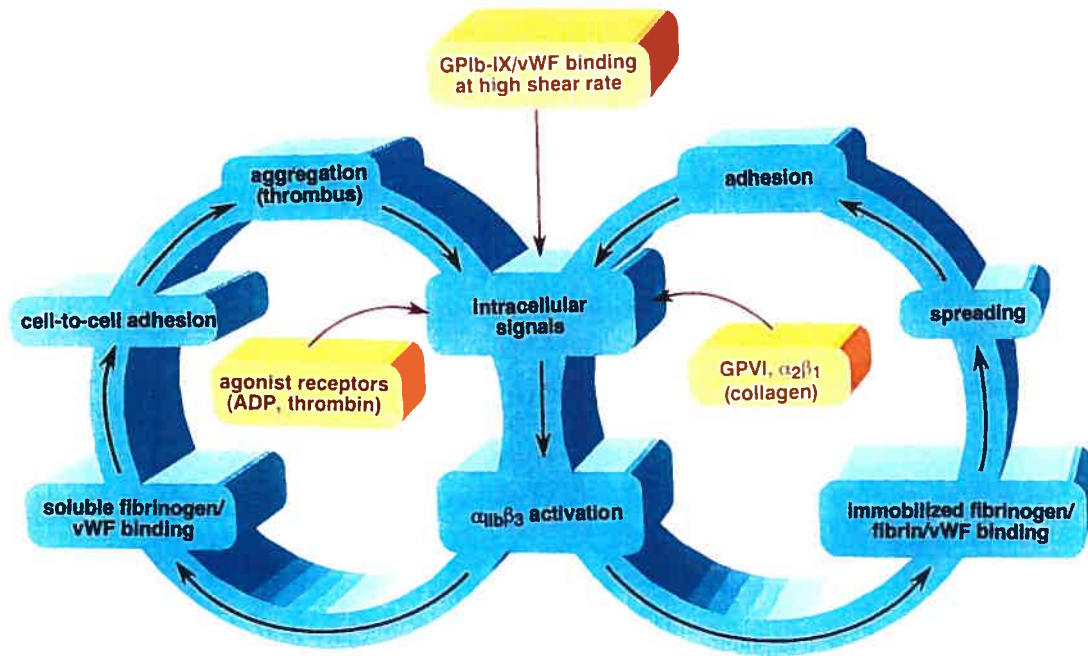 GPIb-IX/vWF binding
at high shear rate
aggregation
(thrombus)
adhesion
cell-to-cell adhesion
intracellular
signals
spreading
agonist receptors
(ADP, thrombin)
GPVI, α₂β₁
(collagen)
soluble fibrinogen/
vWF binding
αIIbβ₃ activation
immobilized fibrinogen/
fibrin/vWF binding